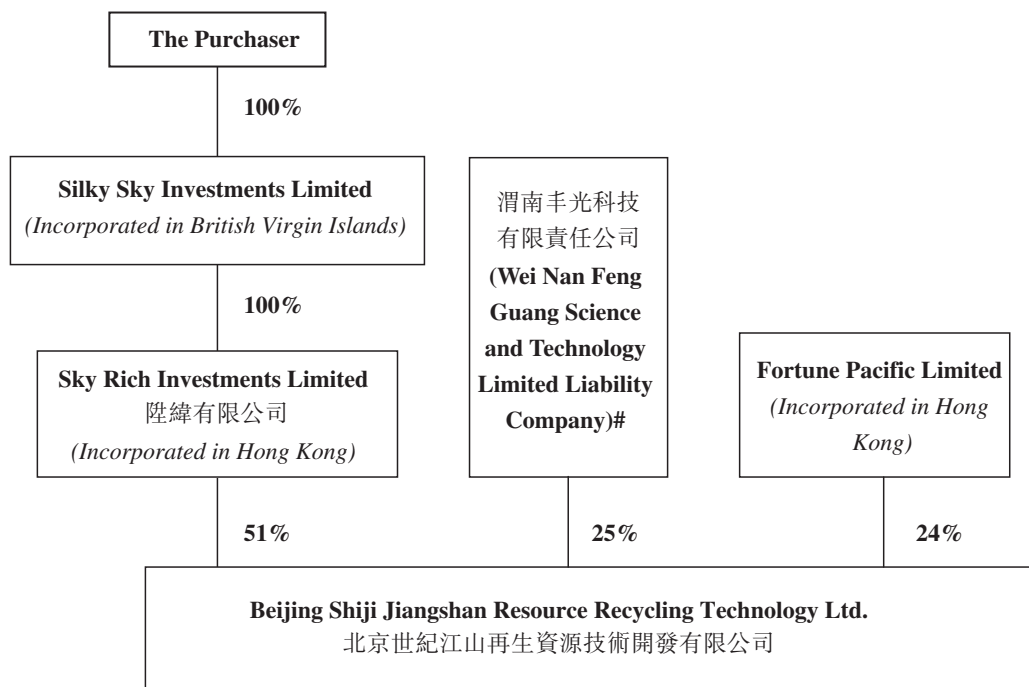 The Purchaser
100%
Silky Sky Investments Limited
(Incorporated in British Virgin Islands)
100%
Sky Rich Investments Limited
陞緯有限公司
(Incorporated in Hong Kong)
51%
渭南丰光科技
有限責任公司
(Wei Nan Feng
Guang Science
and Technology
Limited Liability
Company)#
25%
Fortune Pacific Limited
(Incorporated in Hong
Kong)
24%
Beijing Shiji Jiangshan Resource Recycling Technology Ltd.
北京世紀江山再生資源技術開發有限公司